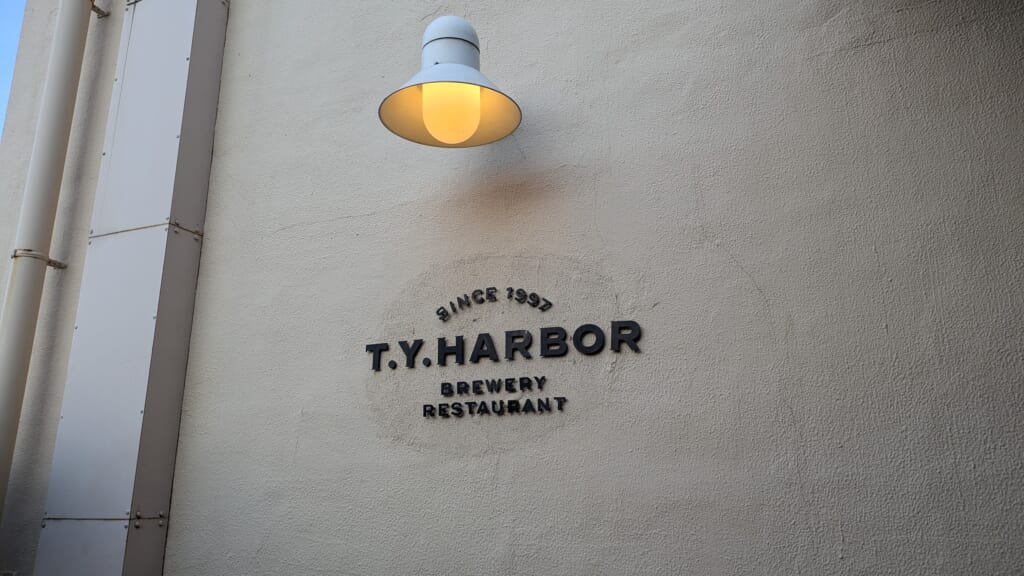 SINCE 1997
T.Y.HARBOR
BREWERY
RESTAURANT